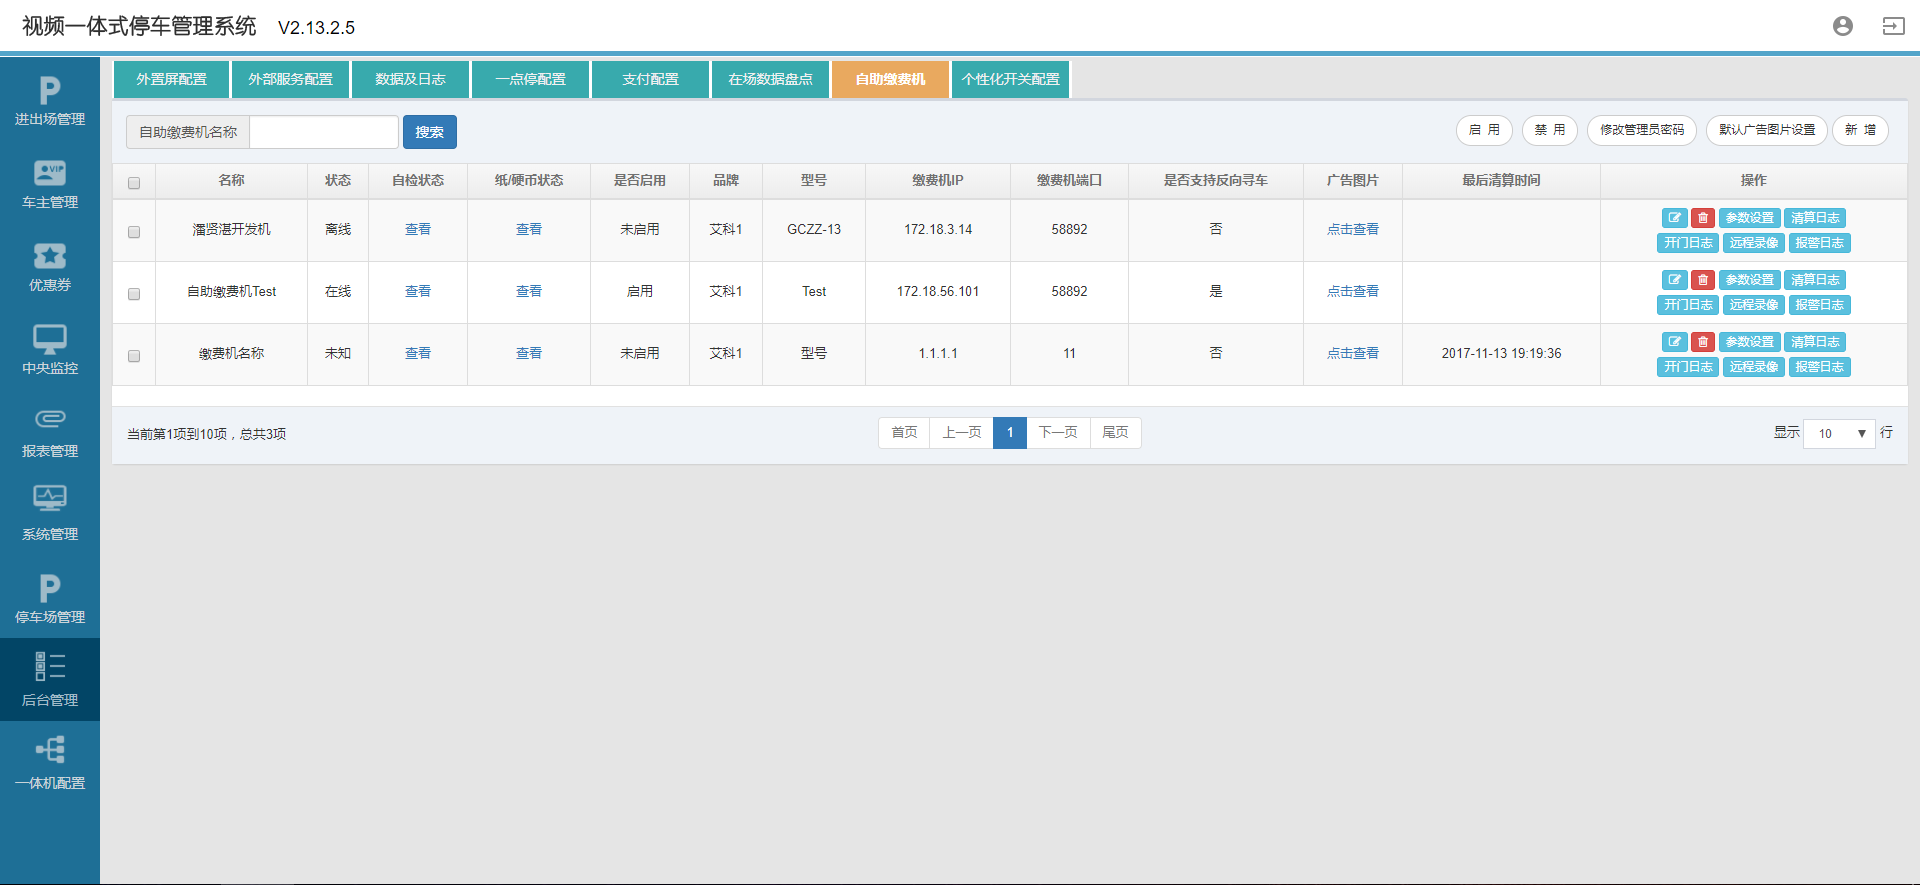 视频一体式停车管理系统 V2.13.2.5
进出场管理
车主管理
VIP
优惠券
中央监控
报表管理
系统管理
停车场管理
后台管理
一体机配置
外置屏配置 外部服务配置 数据及日志 一点停配置 支付配置 在场数据盘点 自助缴费机 个性化开关配置
自助缴费机名称 搜索 启 用 禁 用 修改管理员密码 默认广告图片设置 新 增
名称 状态 自检状态 纸/硬币状态 是否启用 品牌 型号 缴费机IP 缴费机端口 是否支持反向寻车 广告图片 最后清算时间 操作
潘贤湛开发机 离线 查看 查看 未启用 艾科1 GCZZ-13 172.18.3.14 58892 否 点击查看 参数设置 清算日志
开门日志 远程录像 报警日志
自助缴费机Test 在线 查看 查看 启用 艾科1 Test 172.18.56.101 58892 是 点击查看 参数设置 清算日志
开门日志 远程录像 报警日志
缴费机名称 未知 查看 查看 未启用 艾科1 型号 1.1.1.1 11 否 点击查看 2017-11-13 19:19:36 参数设置 清算日志
开门日志 远程录像 报警日志
当前第1项到10项，总共3项 首页 上一页 1 下一页 尾页 显示 10 行